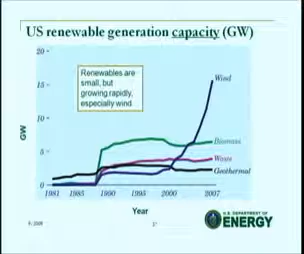 US renewable generation capacity (GW)
20
Renewables are
small, but
growing rapidly,
especially wind.
15
10
5
0
GW
Wind
Biomass
Waste
Geothermal
1981 1985 1990 1995 2000 2007
Year
U.S. DEPARTMENT OF
ENERGY